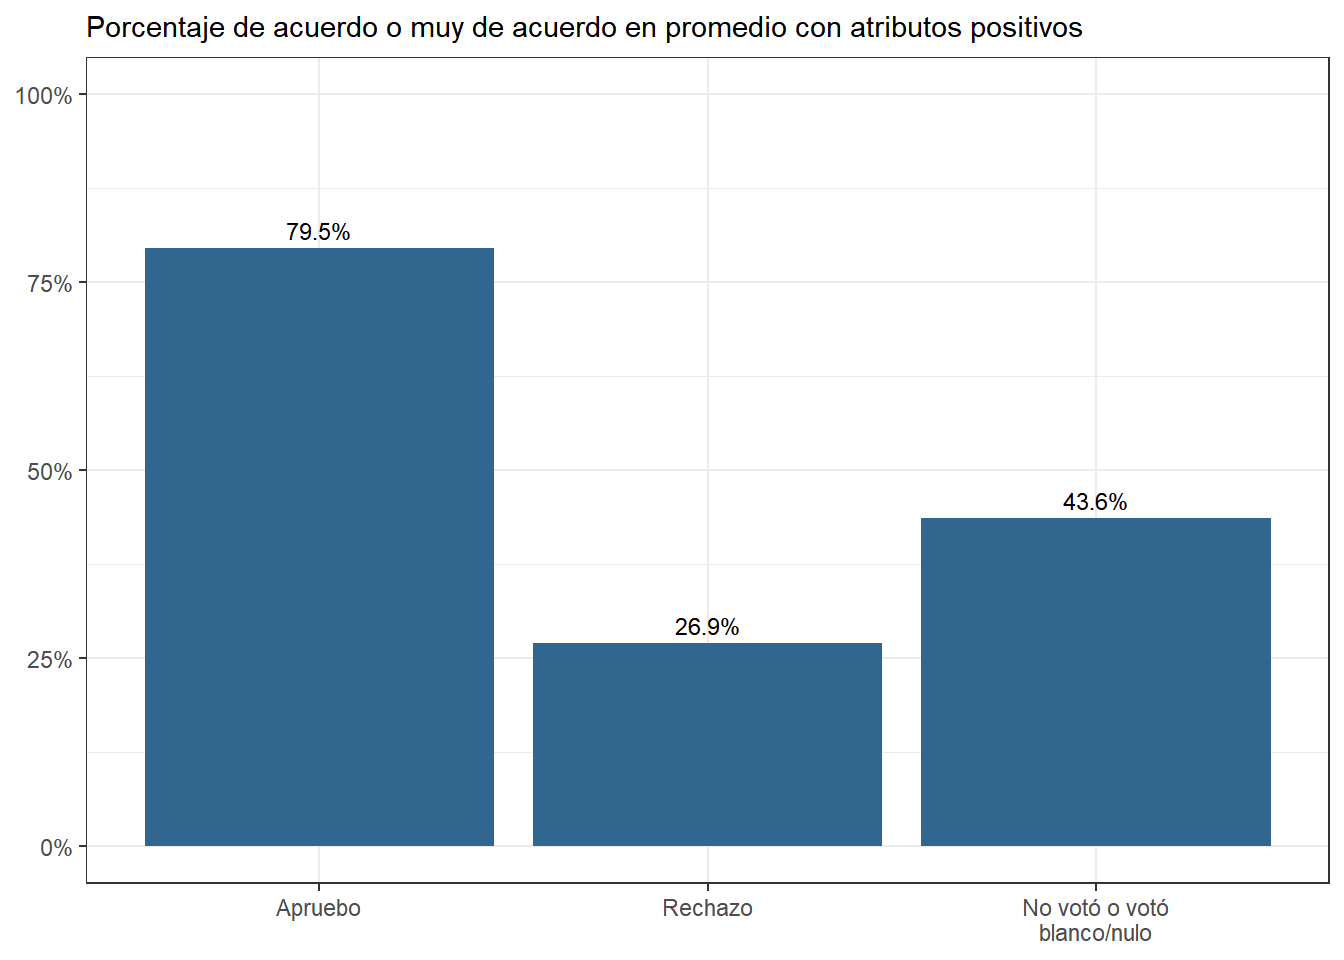 Porcentaje de acuerdo o muy de acuerdo en promedio con atributos positivos
100%
75%
50%
25%
0%
79.5%
26.9%
43.6%
Apruebo
Rechazo
No votó o votó
blanco/nulo